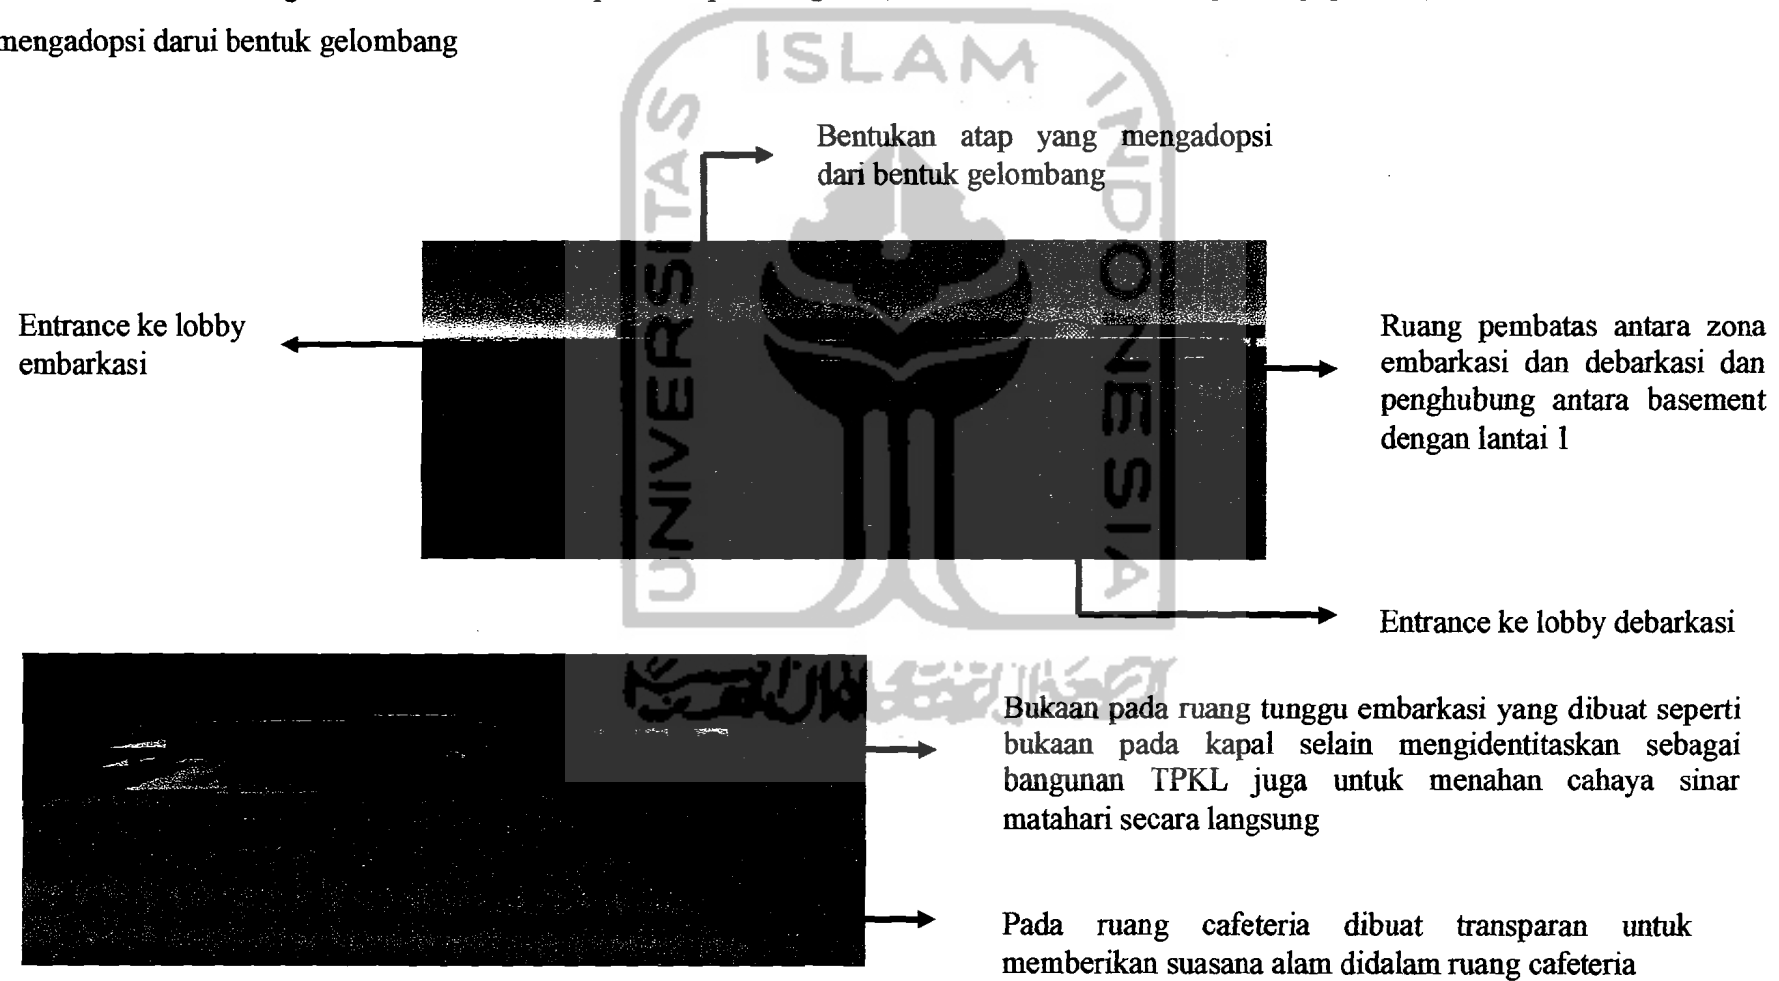 mengadopsi darui bentuk gelombang
Bentukan atap yang mengadopsi
dari bentuk gelombang
Entrance ke lobby
embarkasi
Ruang pembatas antara zona
embarkasi dan debarkasi dan
penghubung antara basement
dengan lantai 1
Entrance ke lobby debarkasi
Bukaan pada ruang tunggu embarkasi yang dibuat seperti
bukaan pada kapal selain mengidentitaskan sebagai
bangunan TPKL juga untuk menahan cahaya sinar
matahari secara langsung
Pada ruang cafeteria dibuat transparan untuk
memberikan suasana alam didalam ruang cafeteria
UNIVERSITAS
ISLAM
INDONESIA